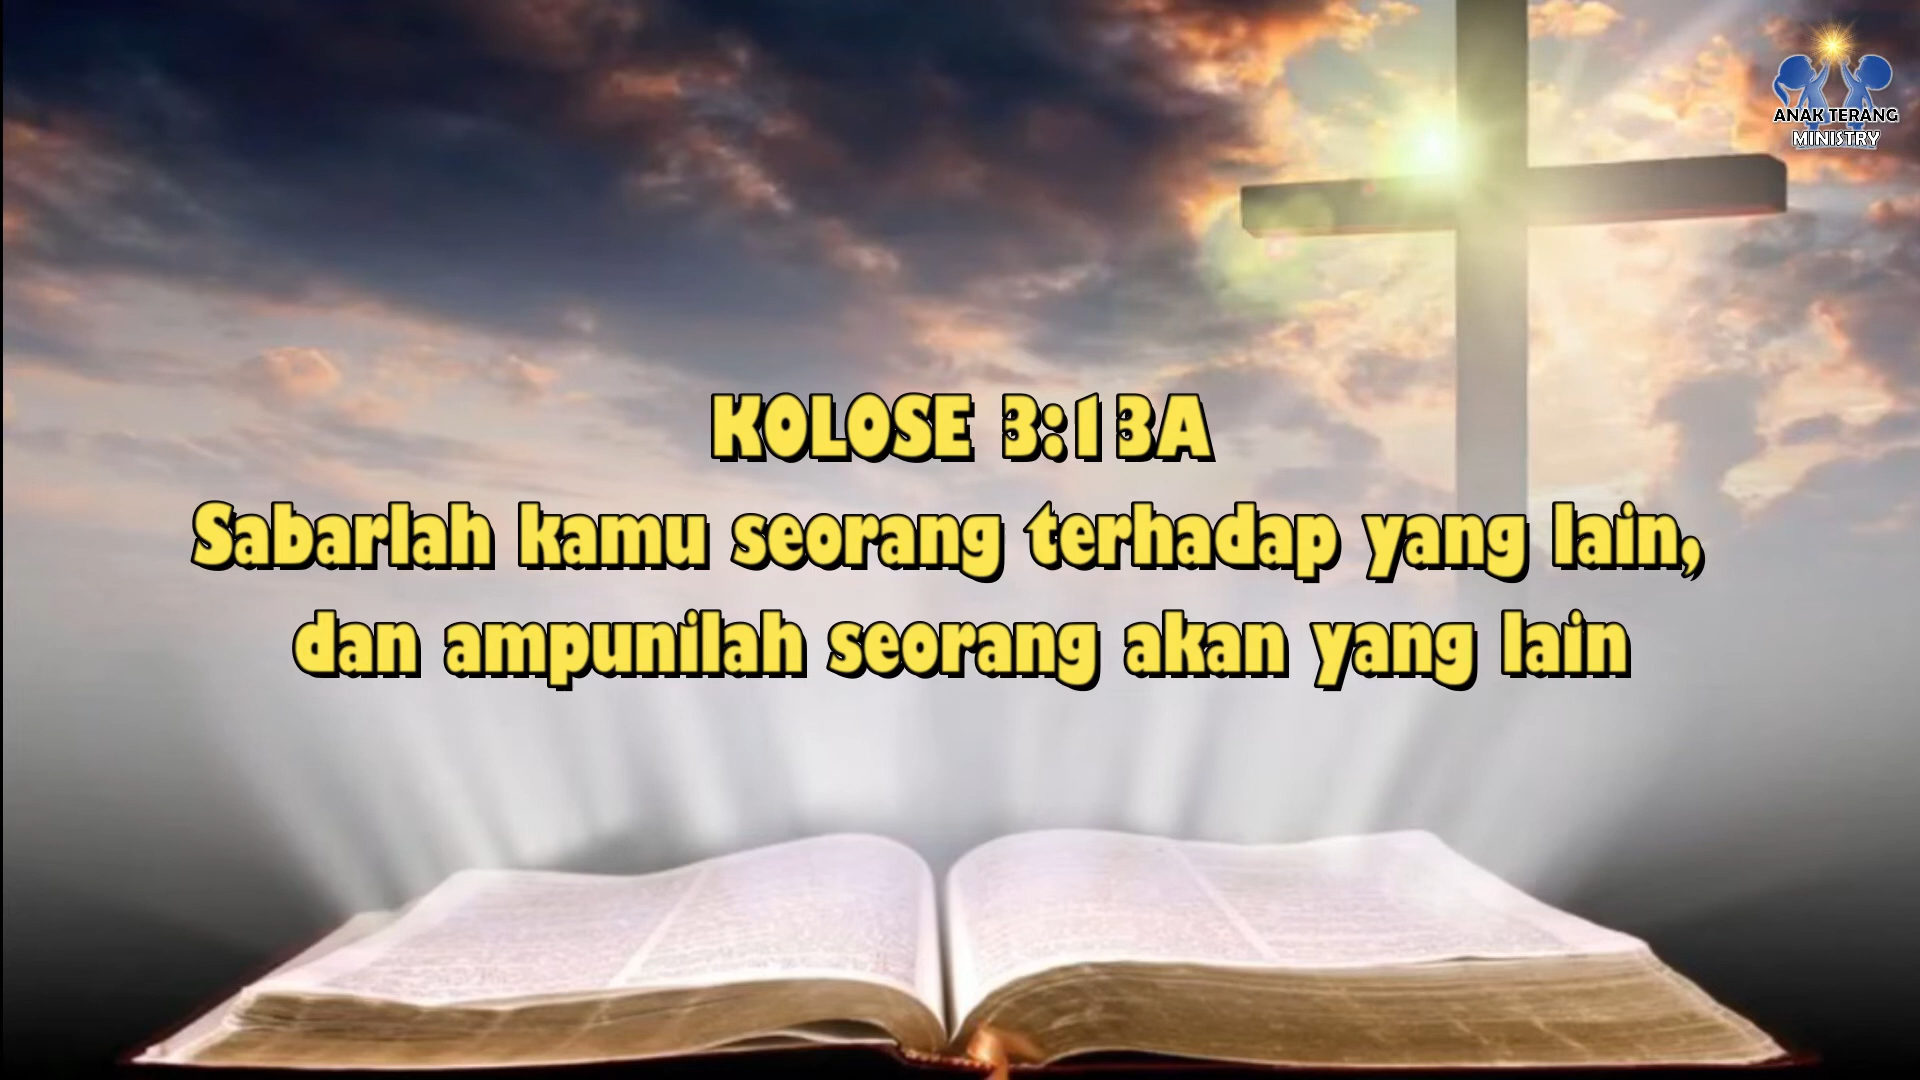 ANAK TERANG
MINISTRY
KOLOSE 3:13A
Sabarlah kamu seorang terhadap yang lain,
dan ampunilah seorang akan yang lain